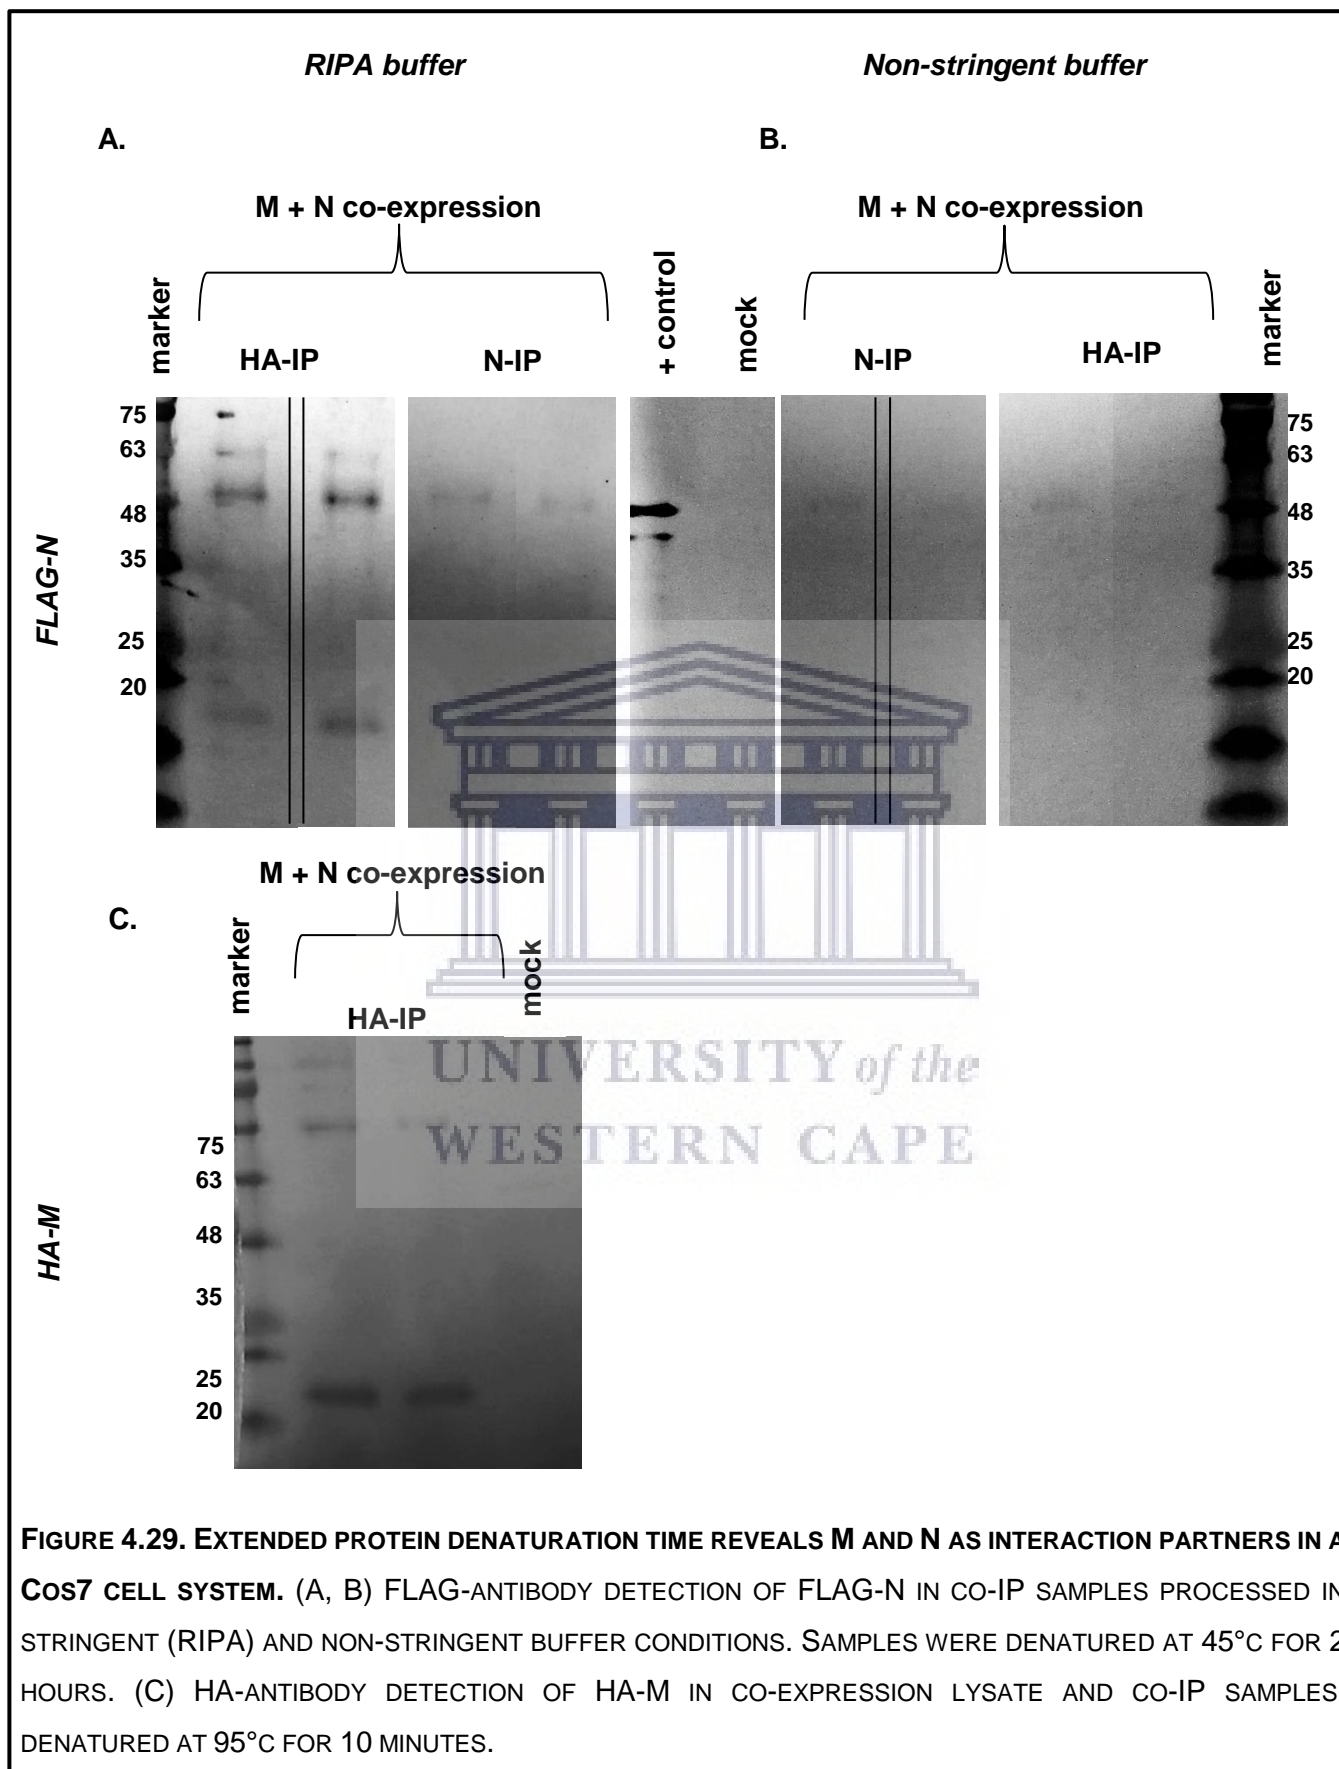 RIPA buffer
Non-stringent buffer
A.
B.
M + N co-expression
M + N co-expression
marker
HA-IP
N-IP
+ control
mock
N-IP
HA-IP
marker
FLAG-N
75
63
48
35
25
20
75
63
48
35
25
20
M + N co-expression
C.
marker
HA-IP
mock
HA-M
75
63
48
35
25
20
UNIVERSITY of the
WESTERN CAPE
FIGURE 4.29. EXTENDED PROTEIN DENATURATION TIME REVEALS M AND N AS INTERACTION PARTNERS IN A
COS7 CELL SYSTEM. (A, B) FLAG-ANTIBODY DETECTION OF FLAG-N IN CO-IP SAMPLES PROCESSED IN
STRINGENT (RIPA) AND NON-STRINGENT BUFFER CONDITIONS. SAMPLES WERE DENATURED AT 45°C FOR 2
HOURS. (C) HA-ANTIBODY DETECTION OF HA-M IN CO-EXPRESSION LYSATE AND CO-IP SAMPLES
DENATURED AT 95°C FOR 10 MINUTES.